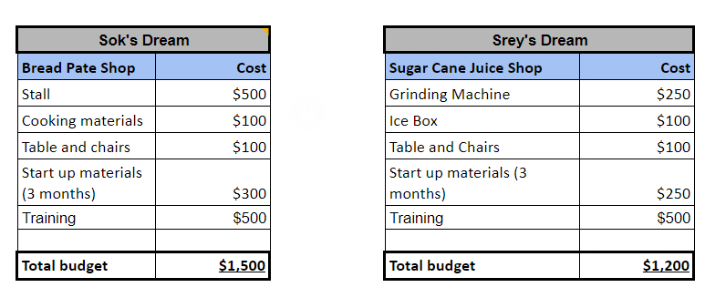 Sok's Dream
Bread Pate Shop Cost
Stall $500
Cooking materials $100
Table and chairs $100
Start up materials
(3 months) $300
Training $500
Total budget $1,500
Srey's Dream
Sugar Cane Juice Shop Cost
Grinding Machine $250
Ice Box $100
Table and Chairs $100
Start up materials (3
months) $250
Training $500
Total budget $1,200